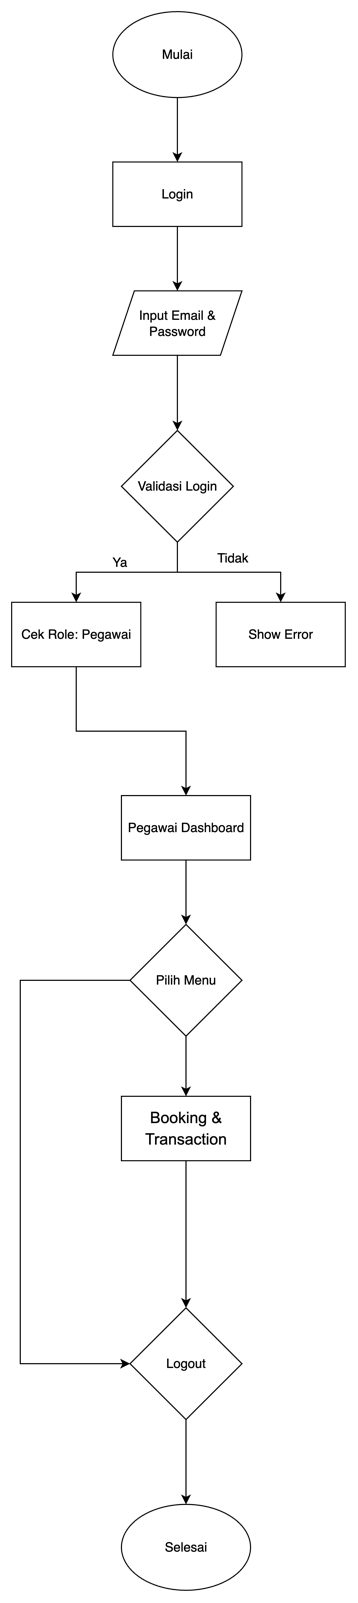 Mulai
Login
Input Email &
Password
Validasi Login
Ya
Tidak
Cek Role: Pegawai
Show Error
Pegawai Dashboard
Pilih Menu
Booking &
Transaction
Logout
Selesai